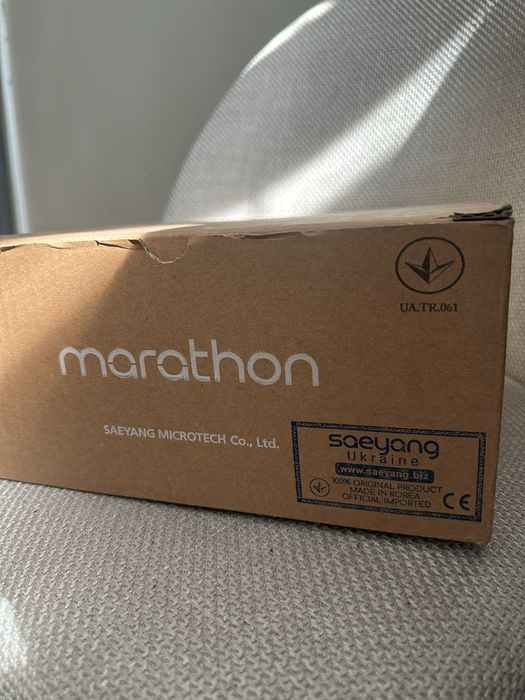 UA.TR.061
marathon
SAEYANG MICROTECH Co., Ltd.
saeyang
Ukraine
www.saeyang.biz
100% ORIGINAL PRODUCT
MADE IN KOREA
OFFICIAL IMPORTED
CE